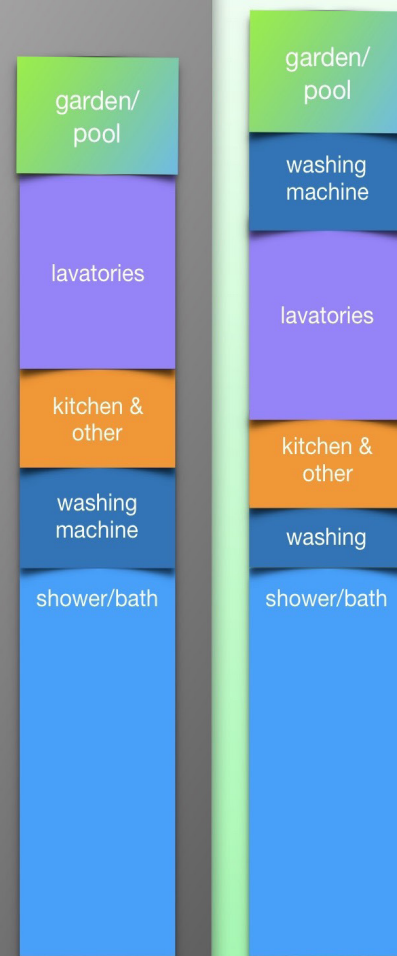 garden/
pool
lavatories
kitchen &
other
washing
machine
shower/bath
garden/
pool
washing
machine
lavatories
kitchen &
other
washing
shower/bath